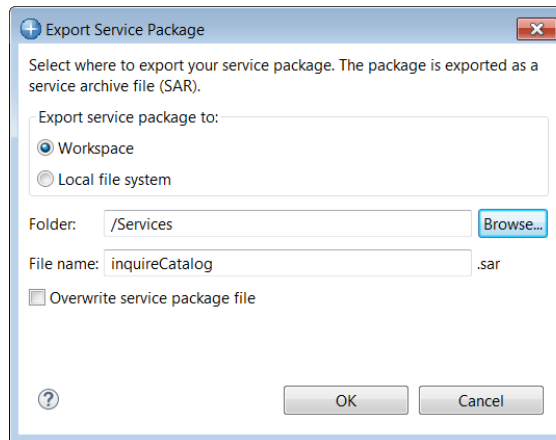 Export Service Package
Select where to export your service package. The package is exported as a
service archive file (SAR).
Export service package to:
Workspace
Local file system
Folder: /Services Browse...
File name: inquireCatalog .sar
Overwrite service package file
? OK Cancel